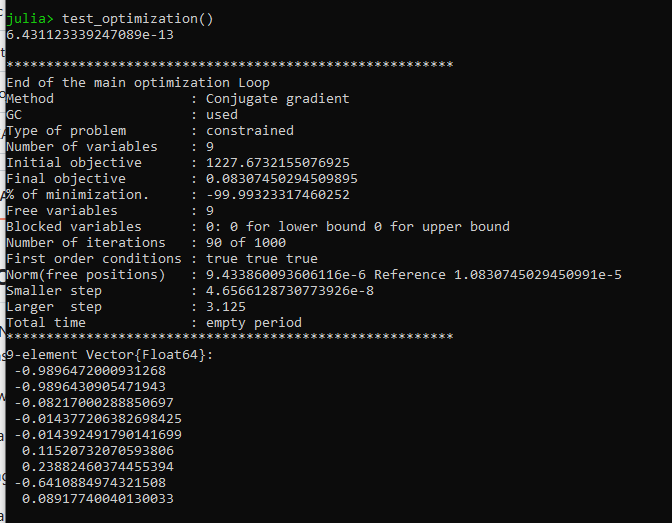 julia> test_optimization()
6.431123339247089e-13
*********************************************************
End of the main optimization Loop
Method : Conjugate gradient
GC : used
Type of problem : constrained
Number of variables : 9
Initial objective : 1227.6732155076925
Final objective : 0.08307450294509895
% of minimization. : -99.99323317460252
Free variables : 9
Blocked variables : 0: 0 for lower bound 0 for upper bound
Number of iterations : 90 of 1000
First order conditions : true true true
Norm(free positions) : 9.433860093606116e-6 Reference 1.0830745029450991e-5
Smaller step : 4.6566128730773926e-8
Larger step : 3.125
Total time : empty period
*********************************************************
9-element Vector{Float64}:
-0.9896472000931268
-0.9896430905471943
-0.08217000288850697
-0.014377206382698425
-0.014392491790141699
0.11520732070593806
0.23882460374455394
-0.6410884974321508
0.08917740040130033